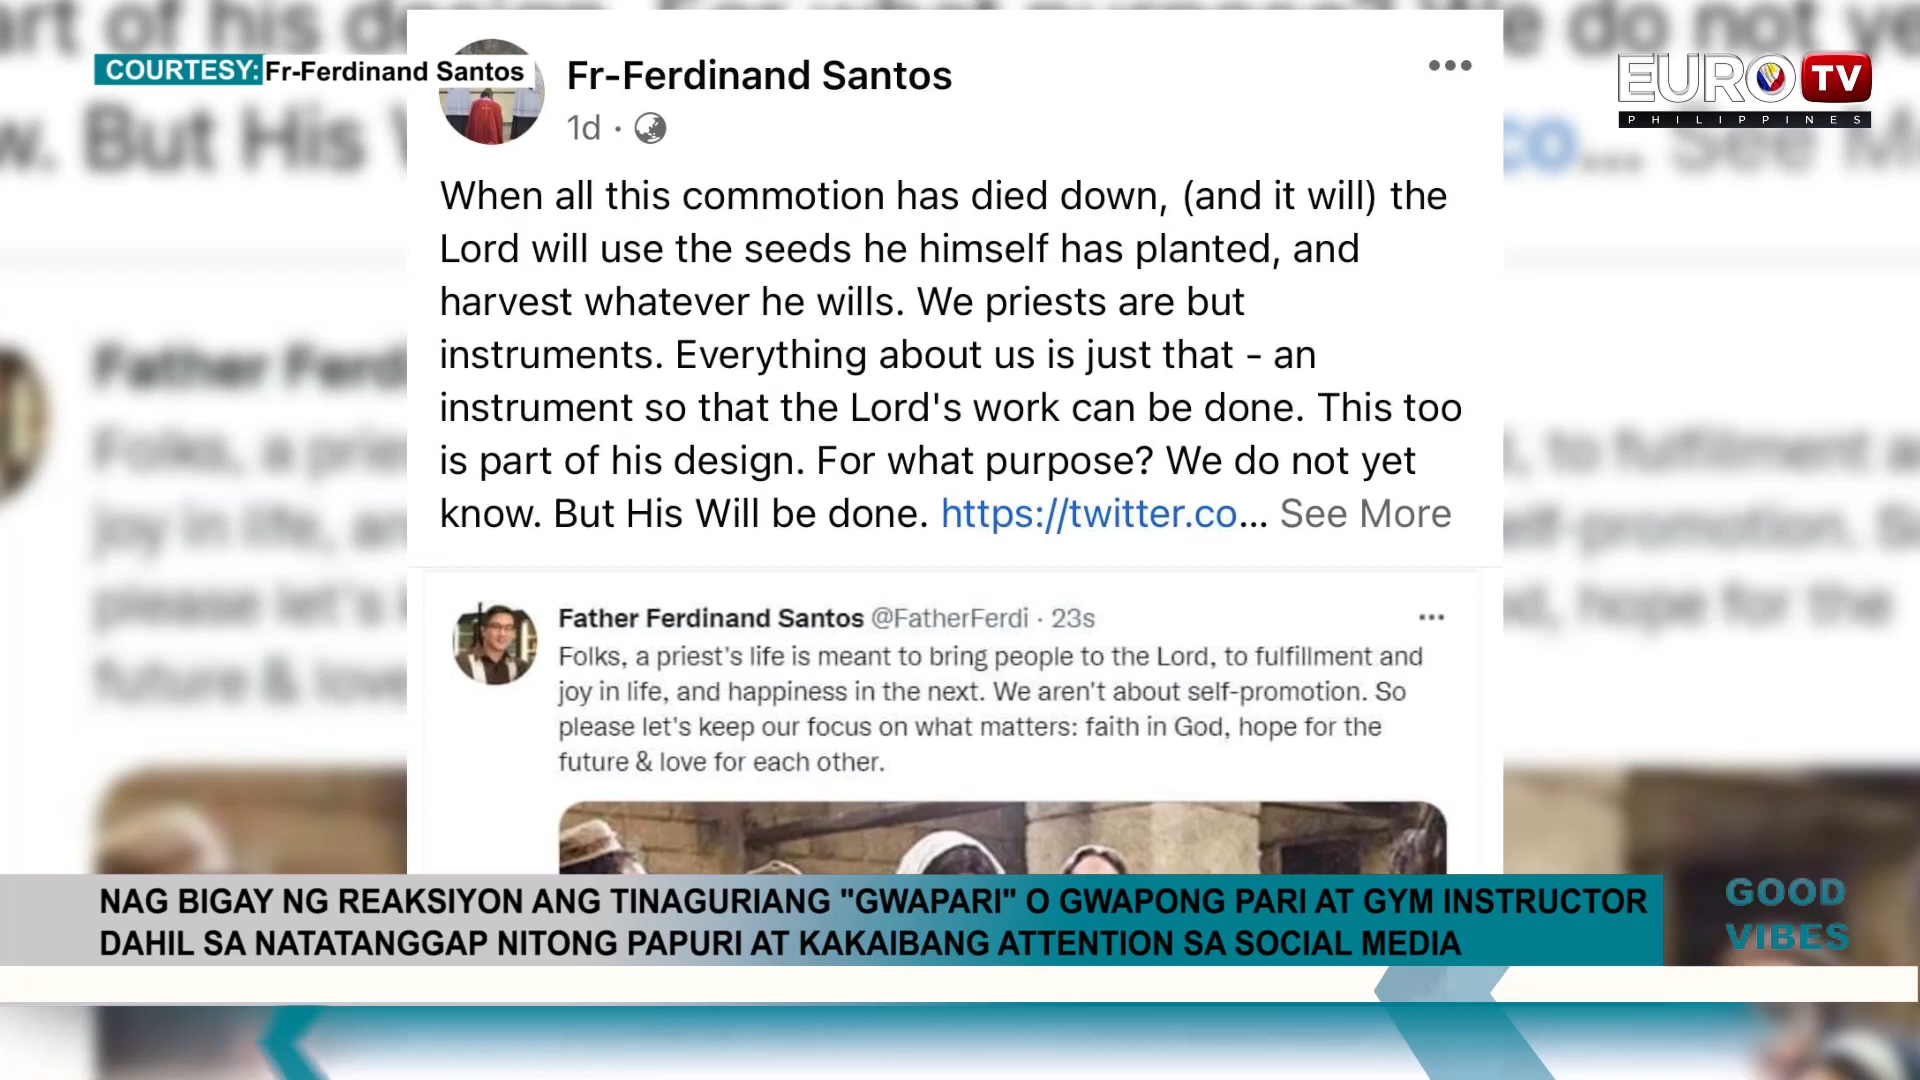 COURTESY: Fr-Ferdinand Santos
Fr-Ferdinand Santos
1d ·
EURO TV
PHILIPPINES
When all this commotion has died down, (and it will) the
Lord will use the seeds he himself has planted, and
harvest whatever he wills. We priests are but
instruments. Everything about us is just that - an
instrument so that the Lord's work can be done. This too
is part of his design. For what purpose? We do not yet
know. But His Will be done. https://twitter.co... See More
Father Ferdinand Santos @FatherFerdi · 23s
Folks, a priest's life is meant to bring people to the Lord, to fulfillment and
joy in life, and happiness in the next. We aren't about self-promotion. So
please let's keep our focus on what matters: faith in God, hope for the
future & love for each other.
NAG BIGAY NG REAKSIYON ANG TINAGURIANG "GWAPARI" O GWAPONG PARI AT GYM INSTRUCTOR
DAHIL SA NATATANGGAP NITONG PAPURI AT KAKAIBANG ATTENTION SA SOCIAL MEDIA
GOOD
VIBES